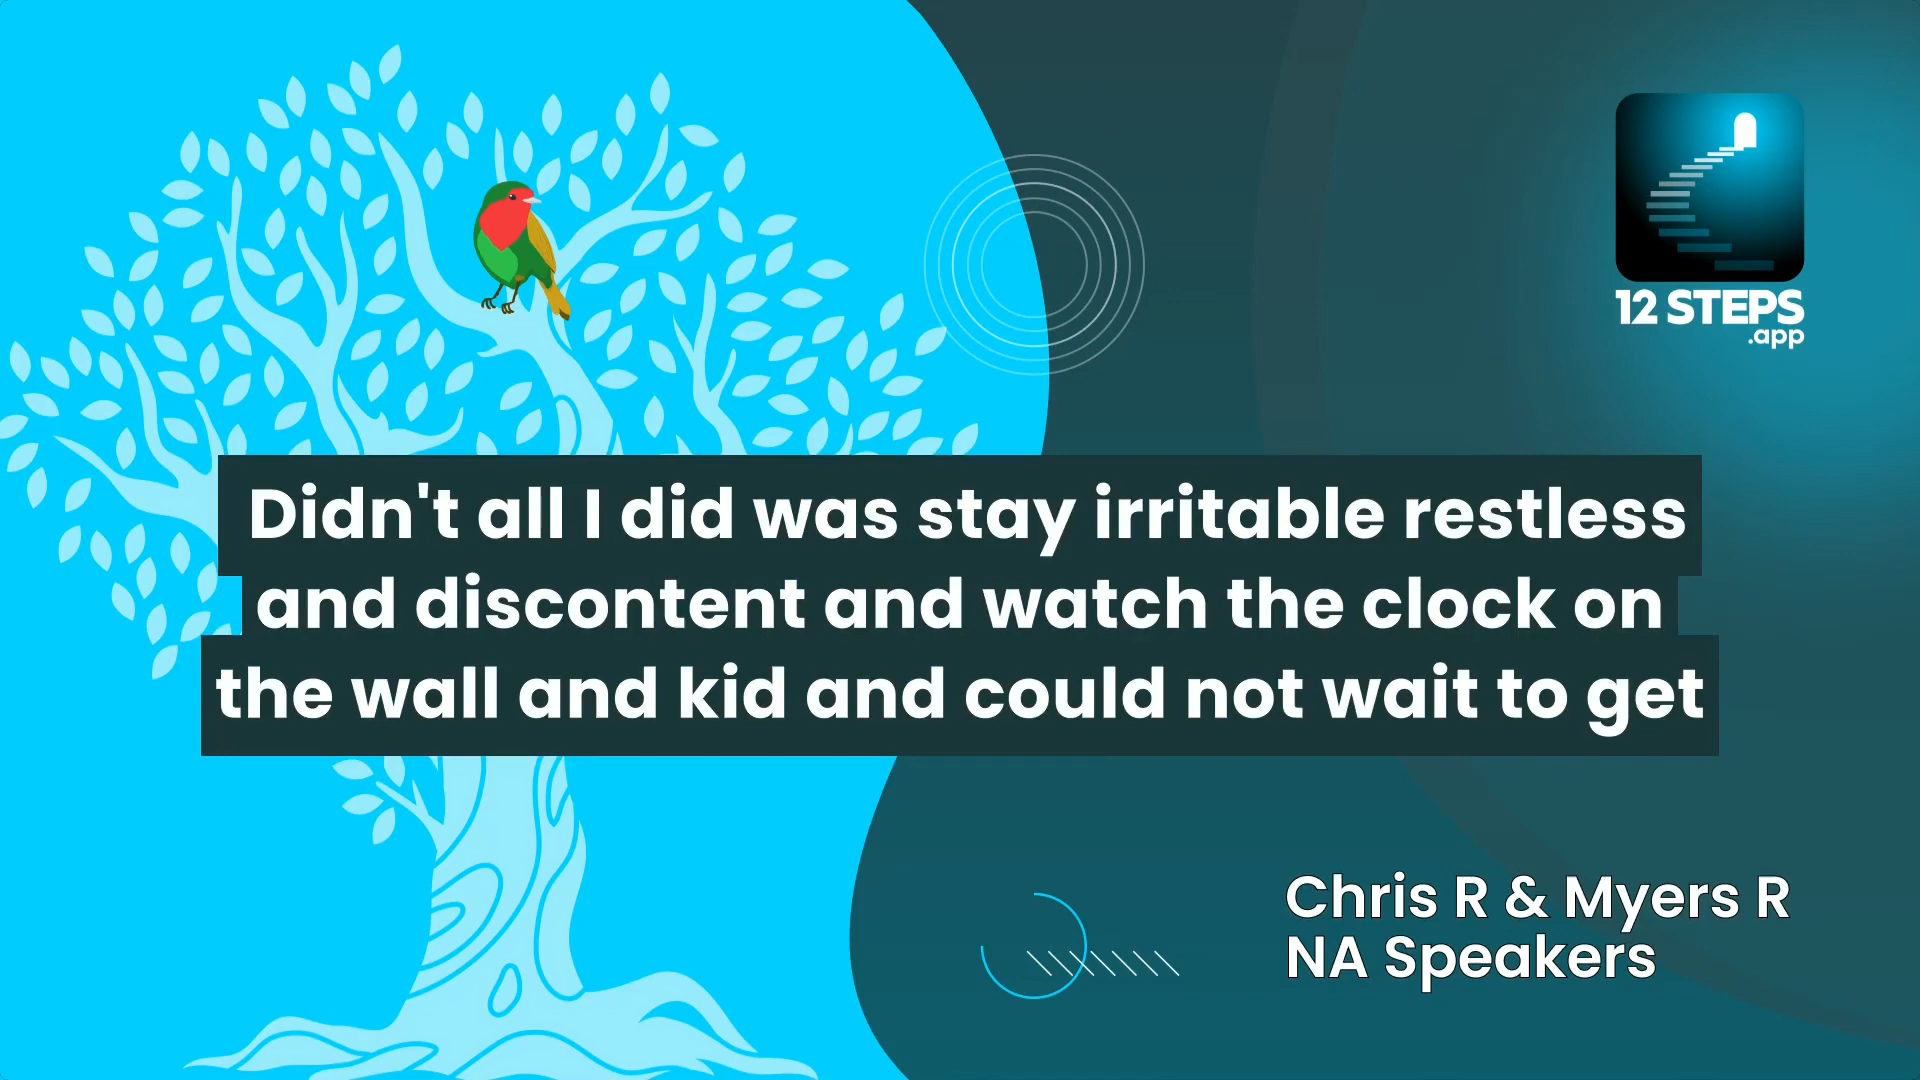 12 STEPS
.app
Didn't all I did was stay irritable restless
and discontent and watch the clock on
the wall and kid and could not wait to get
Chris R & Myers R
NA Speakers